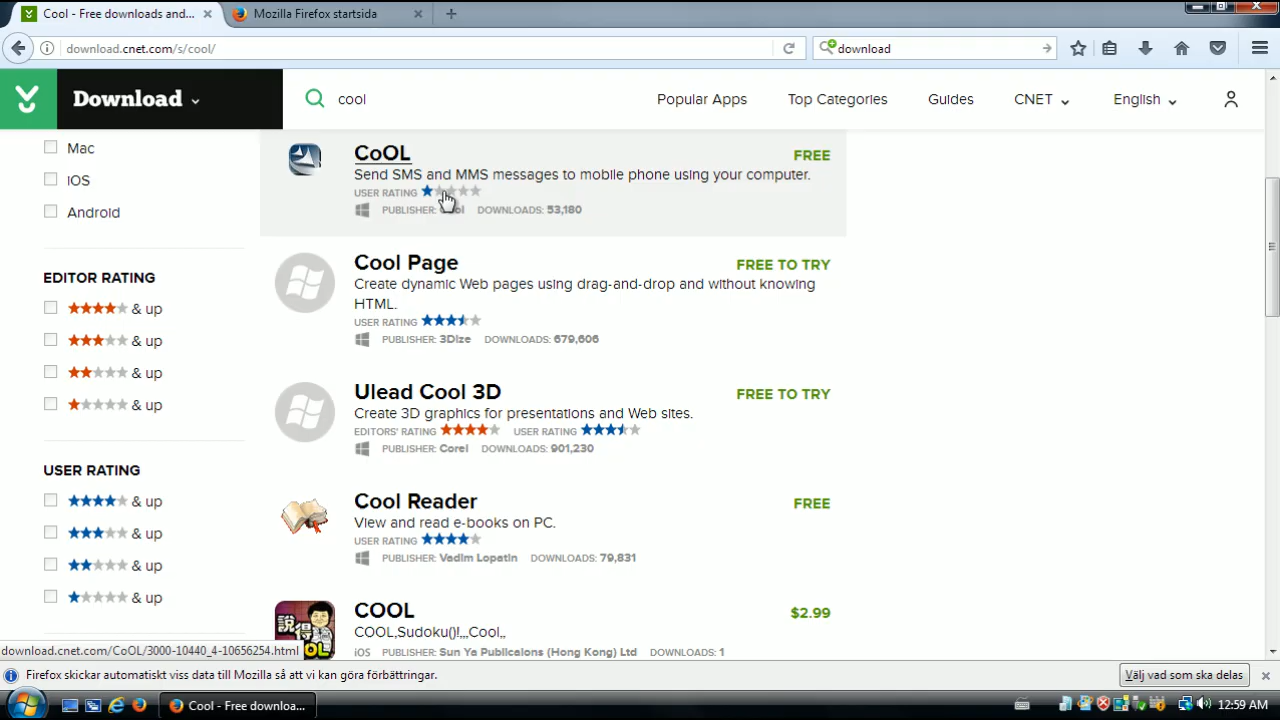 Cool - Free downloads and...
Mozilla Firefox startsida
download.cnet.com/s/cool/
download
Download
cool
Popular Apps
Top Categories
Guides
CNET
English
Mac
iOS
Android
EDITOR RATING
& up
& up
& up
& up
USER RATING
& up
& up
& up
& up
CoOL
FREE
Send SMS and MMS messages to mobile phone using your computer.
USER RATING
PUBLISHER: Cool DOWNLOADS: 53,180
Cool Page
FREE TO TRY
Create dynamic Web pages using drag-and-drop and without knowing
HTML.
USER RATING
PUBLISHER: 3Dize DOWNLOADS: 679,606
Ulead Cool 3D
FREE TO TRY
Create 3D graphics for presentations and Web sites.
EDITORS' RATING USER RATING
PUBLISHER: Corel DOWNLOADS: 901,230
Cool Reader
FREE
View and read e-books on PC.
USER RATING
PUBLISHER: Vadim Lopatin DOWNLOADS: 79,831
說得
OL
COOL
$2.99
COOL,Sudoku()!,,,Cool,,
iOS PUBLISHER: Sun Ya Publicaions (Hong Kong) Ltd DOWNLOADS: 1
download.cnet.com/CoOL/3000-10440_4-10656254.html
Firefox skickar automatiskt viss data till Mozilla så att vi kan göra förbättringar.
Välj vad som ska delas
Cool - Free downloa...
12:59 AM